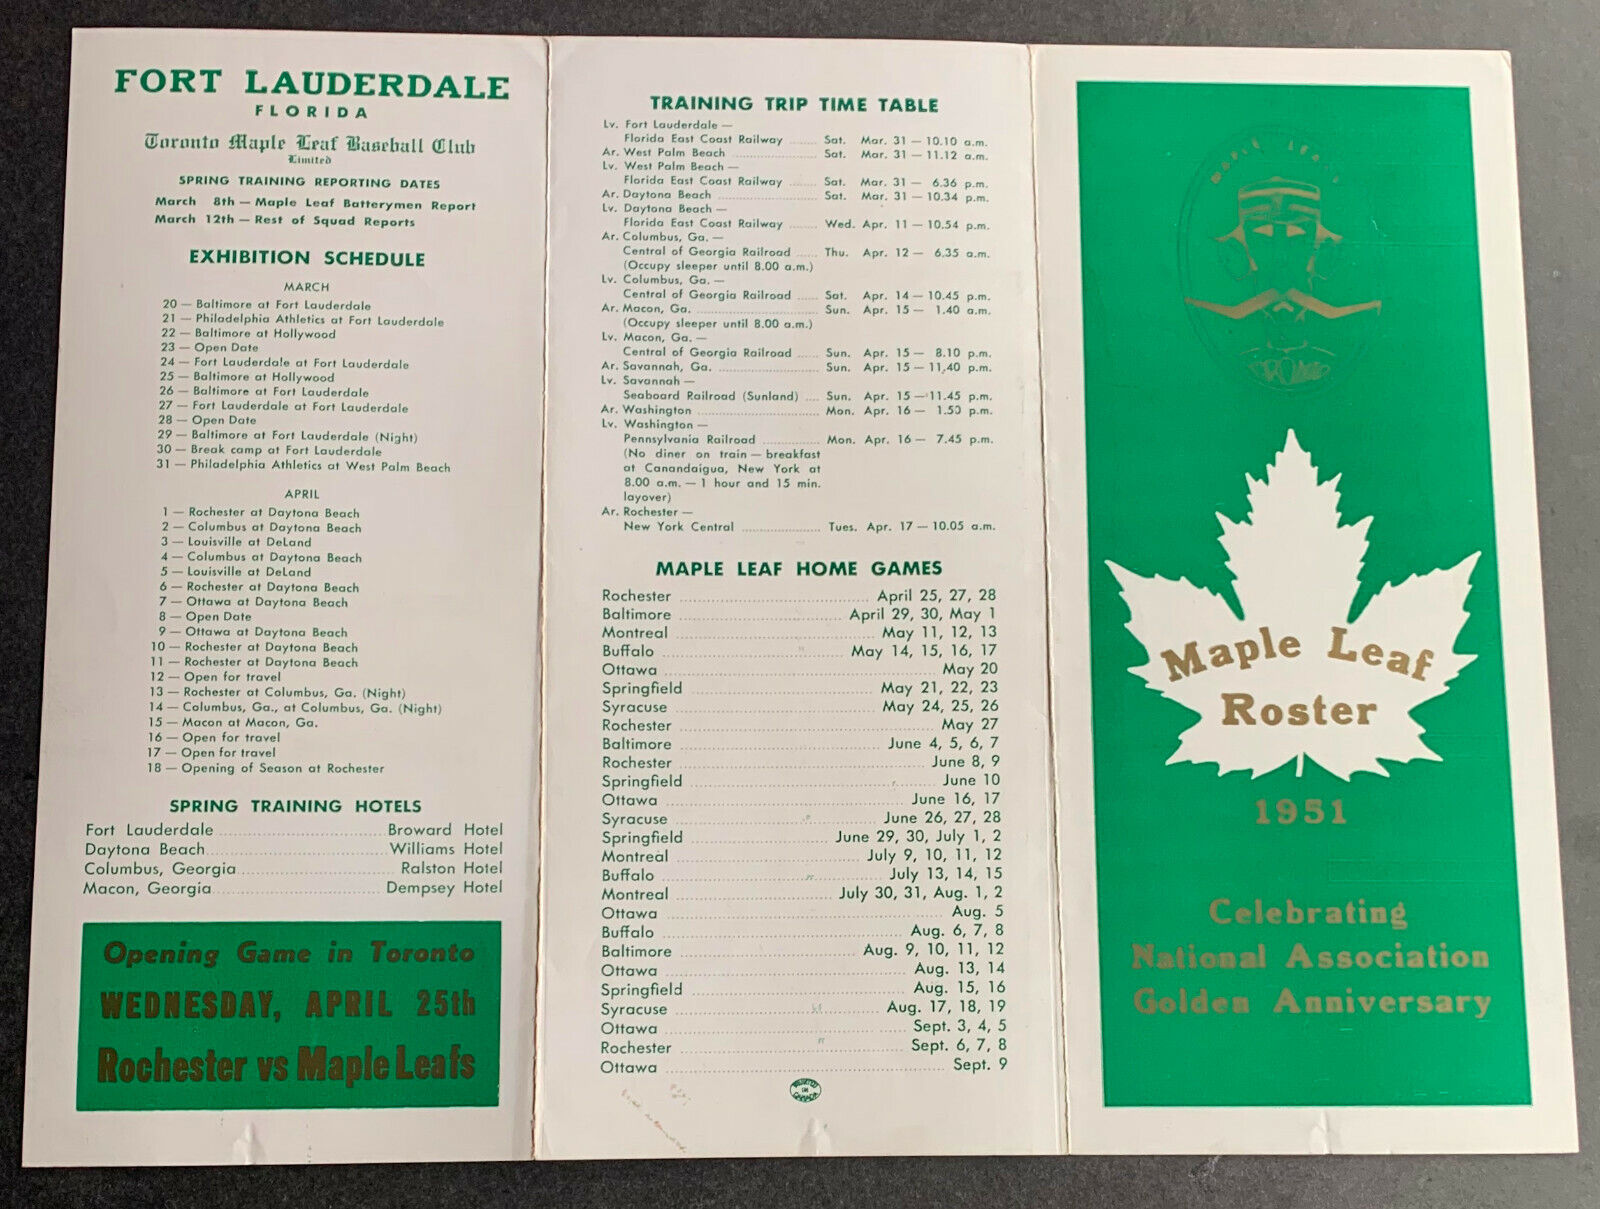 FORT LAUDERDALE
FLORIDA
Toronto Maple Leaf Baseball Club
Limited
SPRING TRAINING REPORTING DATES
March 8th — Maple Leaf Batterymen Report
March 12th — Rest of Squad Reports
EXHIBITION SCHEDULE
MARCH
20 — Baltimore at Fort Lauderdale
21 — Philadelphia Athletics at Fort Lauderdale
22 — Baltimore at Hollywood
23 — Open Date
24 — Fort Lauderdale at Fort Lauderdale
25 — Baltimore at Hollywood
26 — Baltimore at Fort Lauderdale
27 — Fort Lauderdale at Fort Lauderdale
28 — Open Date
29 — Baltimore at Fort Lauderdale (Night)
30 — Break camp at Fort Lauderdale
31 — Philadelphia Athletics at West Palm Beach
APRIL
1 — Rochester at Daytona Beach
2 — Columbus at Daytona Beach
3 — Louisville at DeLand
4 — Columbus at Daytona Beach
5 — Louisville at DeLand
6 — Rochester at Daytona Beach
7 — Ottawa at Daytona Beach
8 — Open Date
9 — Ottawa at Daytona Beach
10 — Rochester at Daytona Beach
11 — Rochester at Daytona Beach
12 — Open for travel
13 — Rochester at Columbus, Ga. (Night)
14 — Columbus, Ga., at Columbus, Ga. (Night)
15 — Macon at Macon, Ga.
16 — Open for travel
17 — Open for travel
18 — Opening of Season at Rochester
SPRING TRAINING HOTELS
Fort Lauderdale ........ Broward Hotel
Daytona Beach ........ Williams Hotel
Columbus, Georgia ........ Ralston Hotel
Macon, Georgia ........ Dempsey Hotel
Opening Game in Toronto
WEDNESDAY, APRIL 25th
Rochester vs Maple Leafs
TRAINING TRIP TIME TABLE
Lv. Fort Lauderdale —
Florida East Coast Railway ...... Sat. Mar. 31 — 10.10 a.m.
Ar. West Palm Beach ........ Sat. Mar. 31 — 11.12 a.m.
Lv. West Palm Beach —
Florida East Coast Railway ...... Sat. Mar. 31 — 6.36 p.m.
Ar. Daytona Beach ........ Sat. Mar. 31 — 10.34 p.m.
Lv. Daytona Beach —
Florida East Coast Railway ...... Wed. Apr. 11 — 10.54 p.m.
Ar. Columbus, Ga. —
Central of Georgia Railroad ...... Thu. Apr. 12 — 6.35 a.m.
(Occupy sleeper until 8.00 a.m.)
Lv. Columbus, Ga. —
Central of Georgia Railroad ...... Sat. Apr. 14 — 10.45 p.m.
Ar. Macon, Ga. ........ Sun. Apr. 15 — 1.40 a.m.
(Occupy sleeper until 8.00 a.m.)
Lv. Macon, Ga. —
Central of Georgia Railroad ...... Sun. Apr. 15 — 8.10 p.m.
Ar. Savannah, Ga. ........ Sun. Apr. 15 — 11.40 p.m.
Lv. Savannah —
Seaboard Railroad (Sunland) .... Sun. Apr. 15 — 11.45 p.m.
Ar. Washington ........ Mon. Apr. 16 — 1.50 p.m.
Lv. Washington —
Pennsylvania Railroad ........ Mon. Apr. 16 — 7.45 p.m.
(No diner on train — breakfast
at Canandaigua, New York at
8.00 a.m. — 1 hour and 15 min.
layover)
Ar. Rochester —
New York Central ........ Tues. Apr. 17 — 10.05 a.m.
MAPLE LEAF HOME GAMES
Rochester ........ April 25, 27, 28
Baltimore ........ April 29, 30, May 1
Montreal ........ May 11, 12, 13
Buffalo ........ May 14, 15, 16, 17
Ottawa ........ May 20
Springfield ........ May 21, 22, 23
Syracuse ........ May 24, 25, 26
Rochester ........ May 27
Baltimore ........ June 4, 5, 6, 7
Rochester ........ June 8, 9
Springfield ........ June 10
Ottawa ........ June 16, 17
Syracuse ........ June 26, 27, 28
Springfield ........ June 29, 30, July 1, 2
Montreal ........ July 9, 10, 11, 12
Buffalo ........ July 13, 14, 15
Montreal ........ July 30, 31, Aug. 1, 2
Ottawa ........ Aug. 5
Buffalo ........ Aug. 6, 7, 8
Baltimore ........ Aug. 9, 10, 11, 12
Ottawa ........ Aug. 13, 14
Springfield ........ Aug. 15, 16
Syracuse ........ Aug. 17, 18, 19
Ottawa ........ Sept. 3, 4, 5
Rochester ........ Sept. 6, 7, 8
Ottawa ........ Sept. 9
IN
CANADA
MAPLE LEAFS
Maple Leaf
Roster
1951
Celebrating
National Association
Golden Anniversary